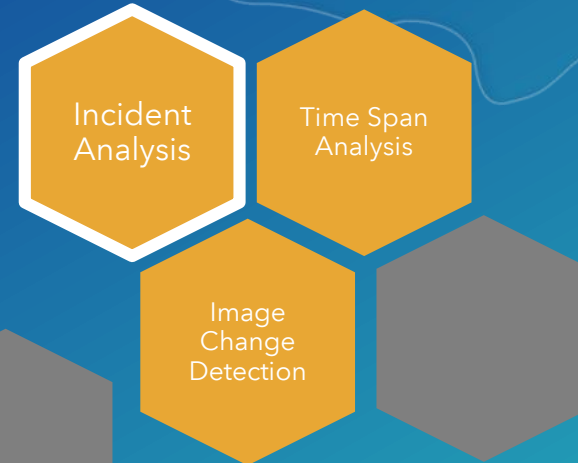 Incident
Analysis
Time Span
Analysis
Image
Change
Detection